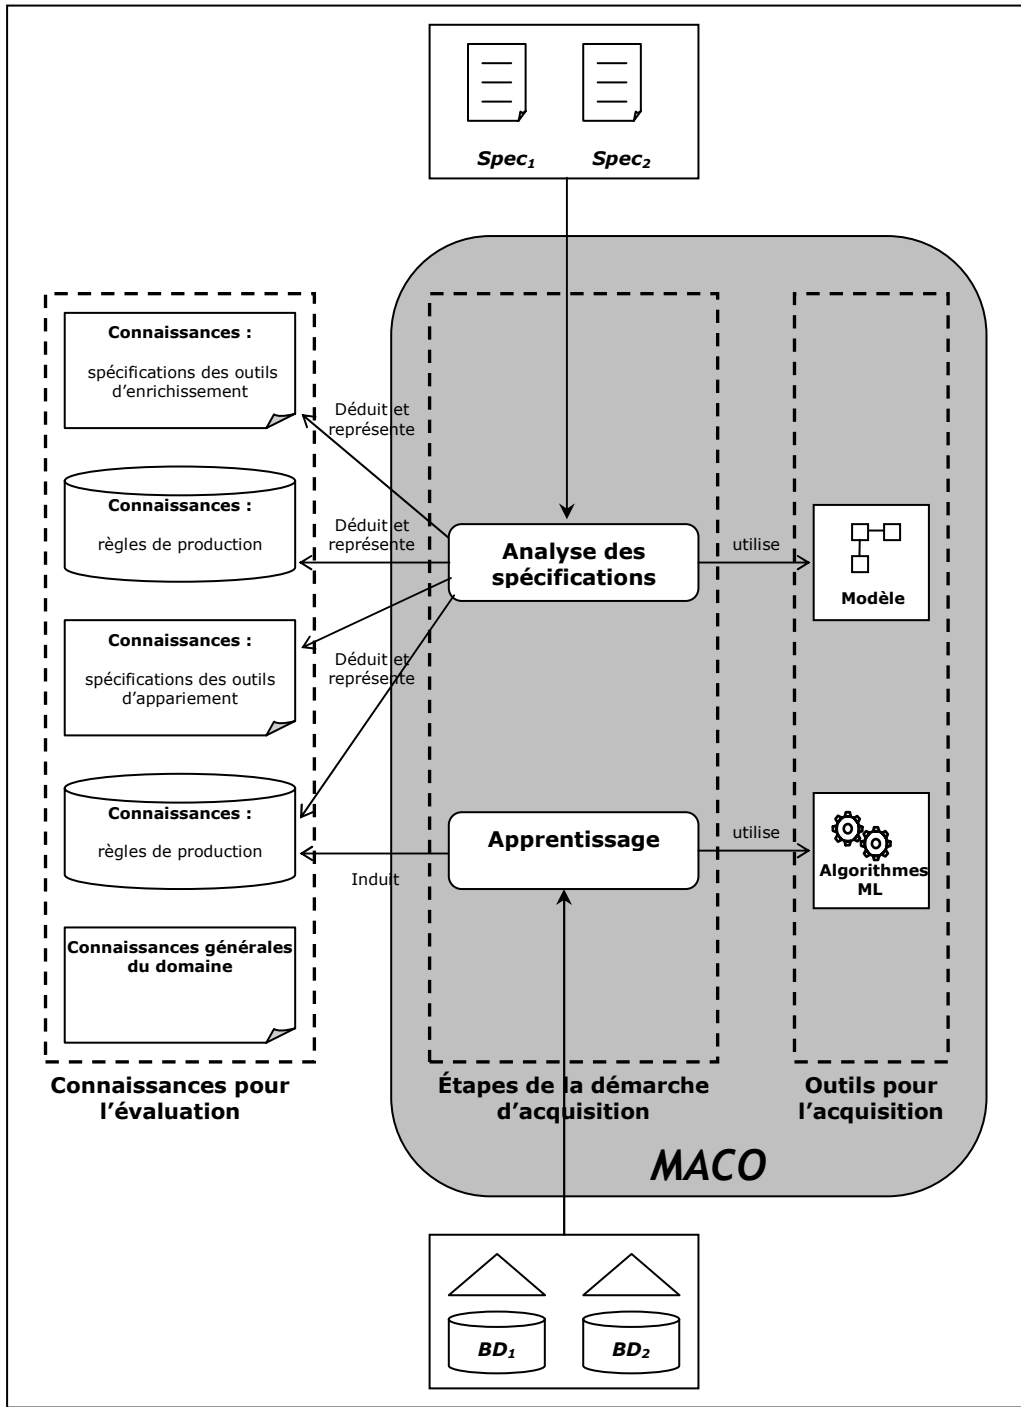 Spec₁ Spec₂
Connaissances :
spécifications des outils
d’enrichissement
Déduit et
représente
Connaissances :
règles de production
Déduit et
représente
Analyse des
spécifications
utilise
Modèle
Connaissances :
spécifications des outils
d’appariement
Déduit et
représente
Connaissances :
règles de production
Induit
Apprentissage
utilise
Algorithmes
ML
Connaissances générales
du domaine
Connaissances pour
l’évaluation
Étapes de la démarche
d’acquisition
Outils pour
l’acquisition
MACO
BD₁ BD₂